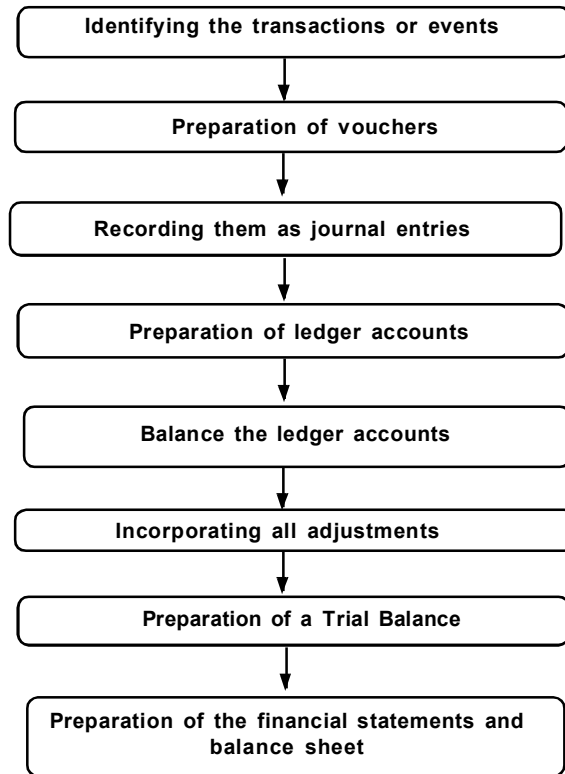 Identifying the transactions or events
Preparation of vouchers
Recording them as journal entries
Preparation of ledger accounts
Balance the ledger accounts
Incorporating all adjustments
Preparation of a Trial Balance
Preparation of the financial statements and
balance sheet